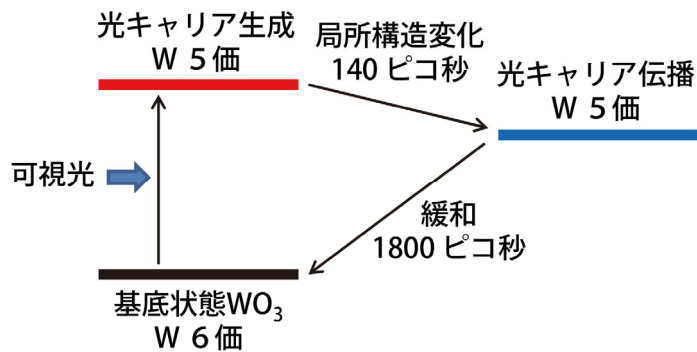 光キャリア生成
W 5価
局所構造変化
140 ピコ秒
光キャリア伝播
W 5価
可視光
緩和
1800 ピコ秒
基底状態WO₃
W 6価